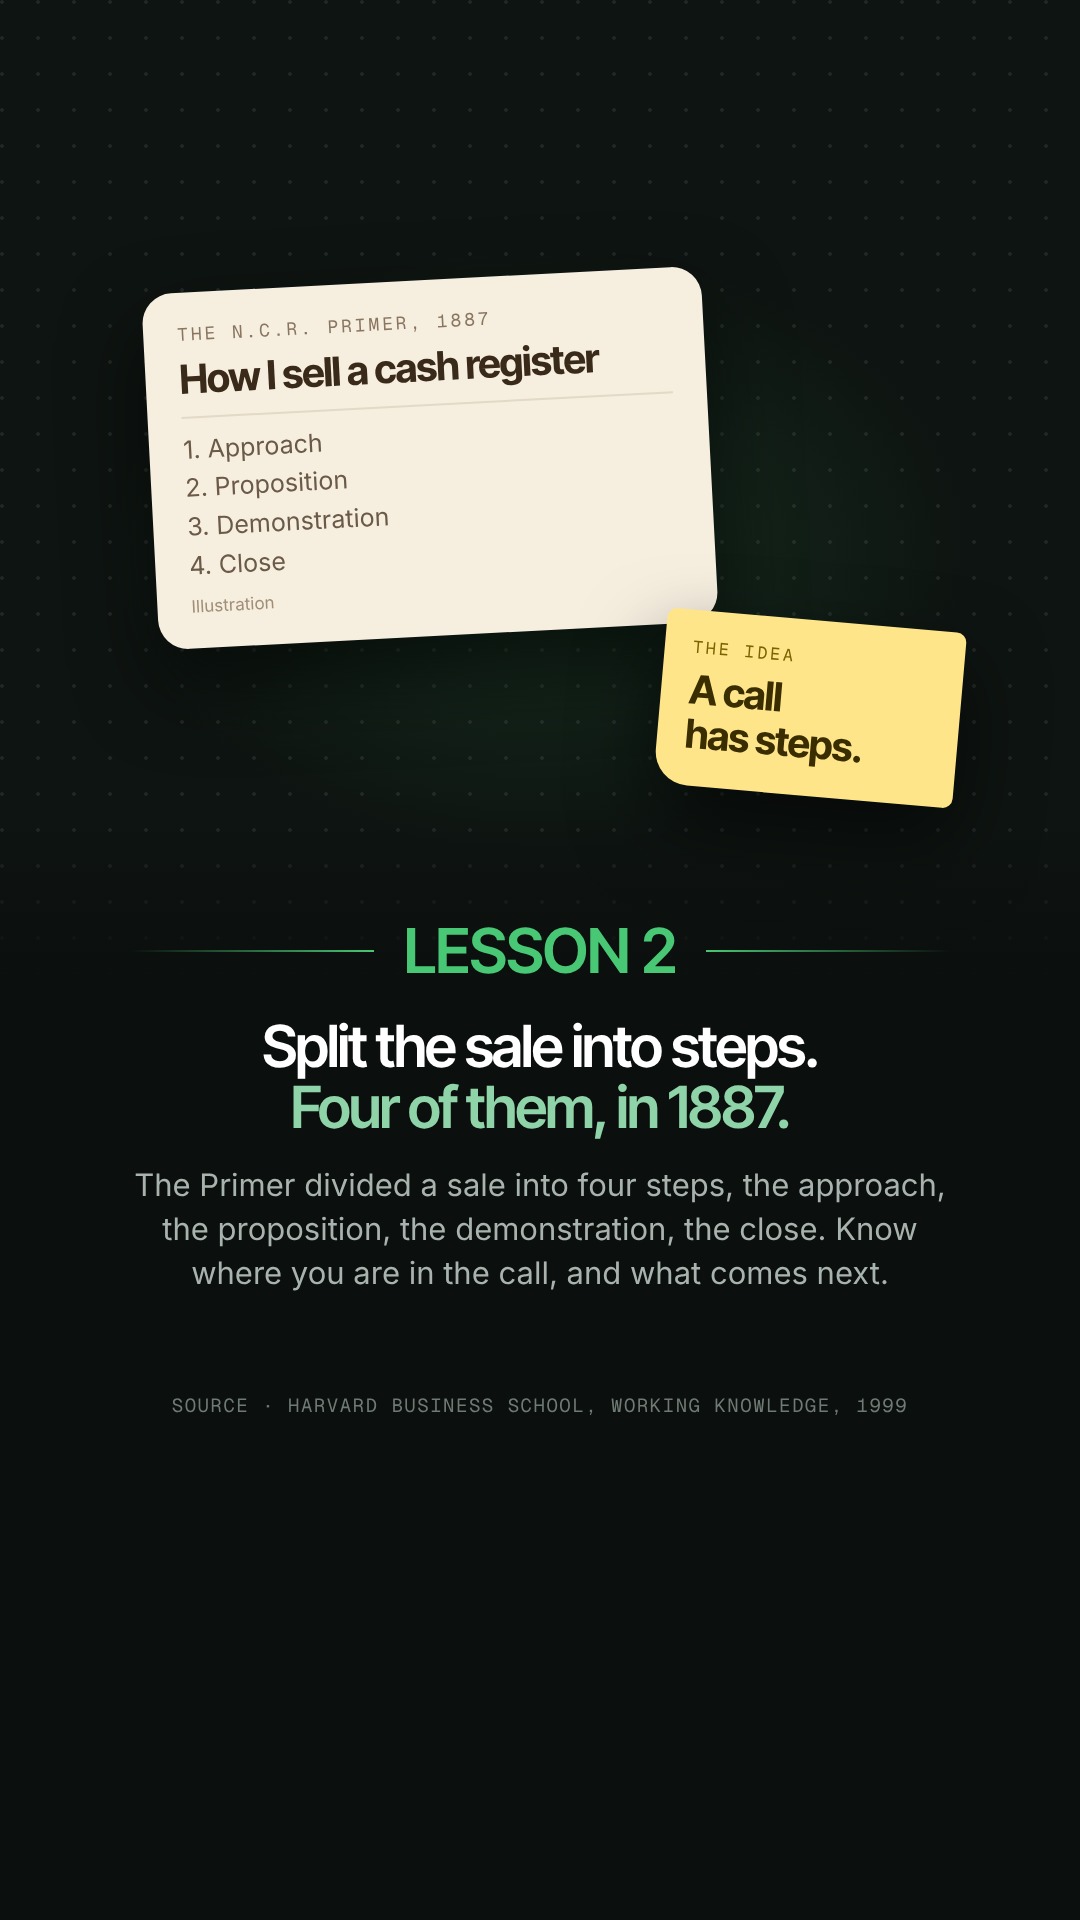 THE N.C.R. PRIMER, 1887
How I sell a cash register
1. Approach
2. Proposition
3. Demonstration
4. Close
Illustration
THE IDEA
A call
has steps.
LESSON 2
Split the sale into steps.
Four of them, in 1887.
The Primer divided a sale into four steps, the approach,
the proposition, the demonstration, the close. Know
where you are in the call, and what comes next.
SOURCE · HARVARD BUSINESS SCHOOL, WORKING KNOWLEDGE, 1999